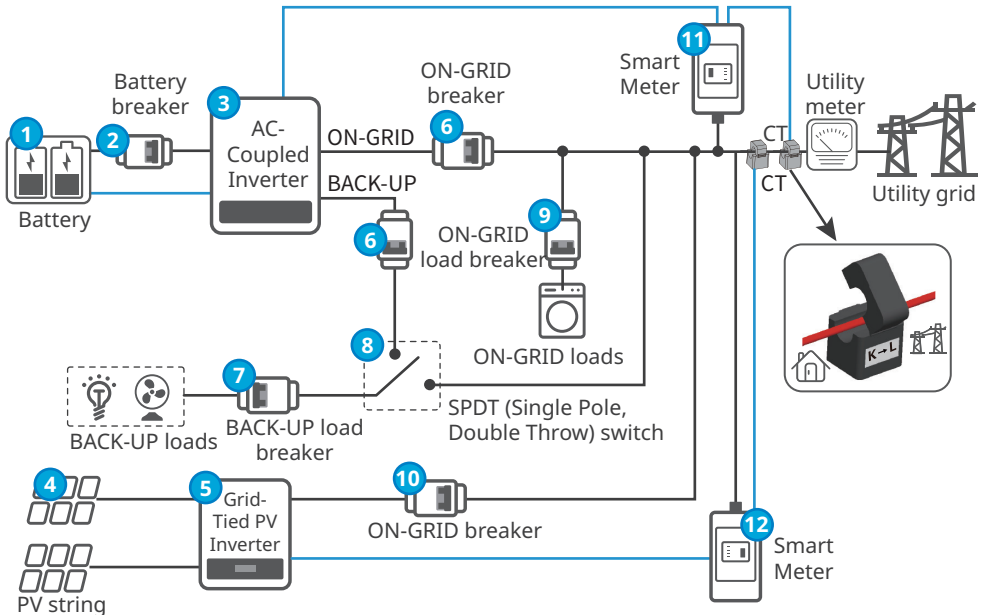 11
Smart
Meter
ON-GRID
breaker
Utility
meter
Battery
breaker
3
1
2
6
AC-
Coupled
Inverter
ON-GRID
CT
CT
BACK-UP
Battery
Utility grid
9
6
ON-GRID
load breaker
8
ON-GRID loads
K→L
7
SPDT (Single Pole,
Double Throw) switch
BACK-UP loads
BACK-UP load
breaker
4
5
10
Grid-
Tied PV
Inverter
ON-GRID breaker
12
Smart
Meter
PV string